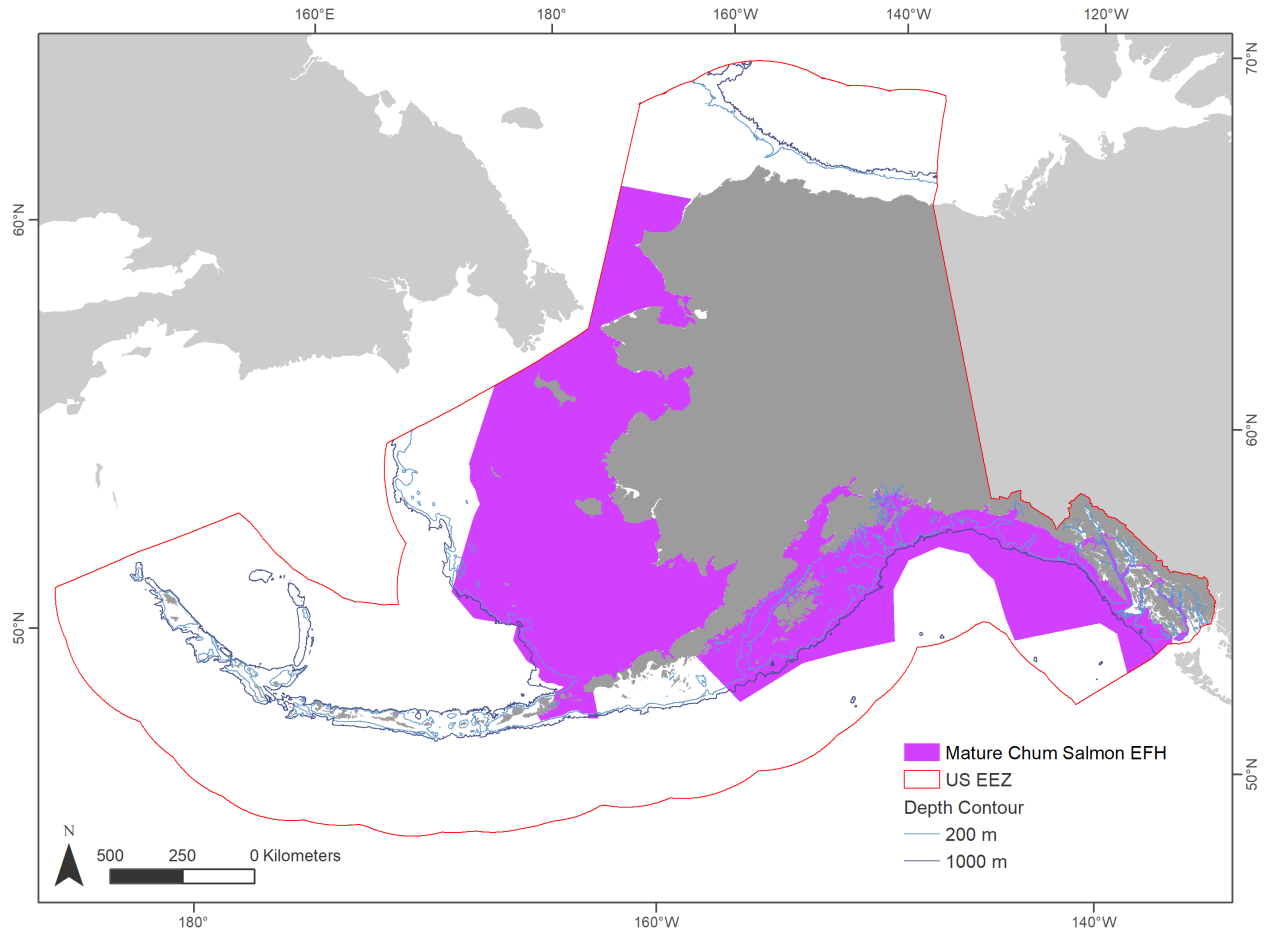 160°E 180° 160°W 140°W 120°W
70°N
60°N
60°N
50°N
50°N
Mature Chum Salmon EFH
US EEZ
Depth Contour
200 m
1000 m
N
500 250 0 Kilometers
180° 160°W 140°W